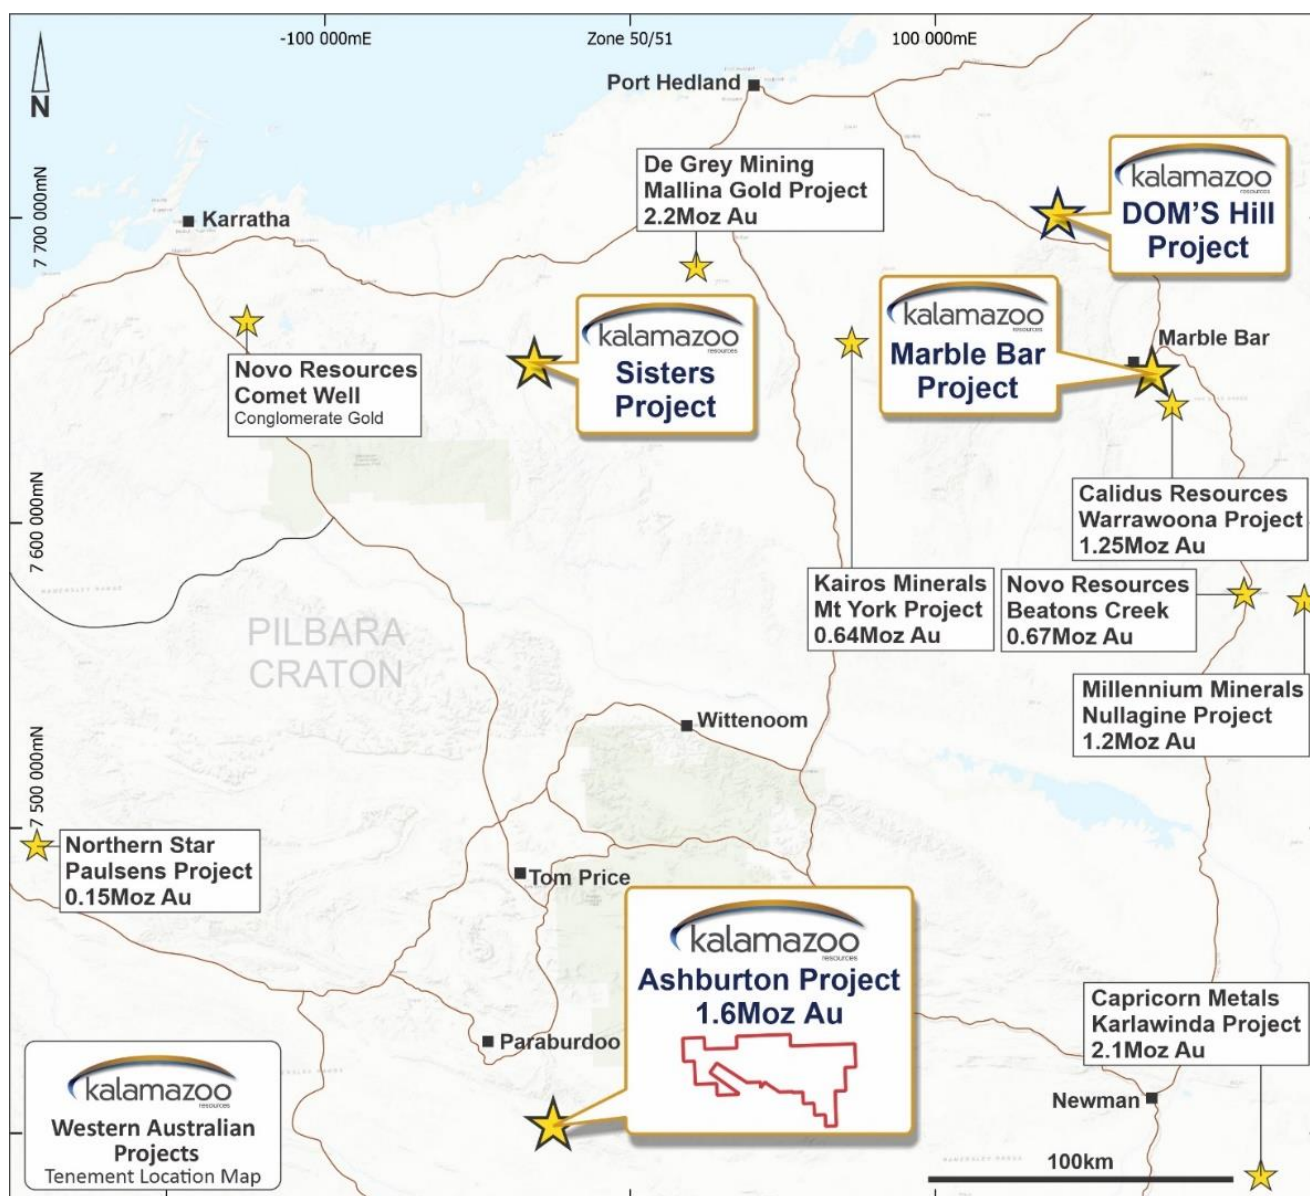 -100 000mE
Zone 50/51
100 000mE
N
Port Hedland
De Grey Mining
Mallina Gold Project
2.2Moz Au
kalamazoo
resources
DOM'S Hill
Project
7 700 000mN
Karratha
kalamazoo
resources
Sisters
Project
kalamazoo
resources
Marble Bar
Project
Marble Bar
Novo Resources
Comet Well
Conglomerate Gold
7 600 000mN
Calidus Resources
Warrawoona Project
1.25Moz Au
Kairos Minerals
Mt York Project
0.64Moz Au
Novo Resources
Beatons Creek
0.67Moz Au
PILBARA
CRATON
Millennium Minerals
Nullagine Project
1.2Moz Au
Wittenoom
7 500 000mN
Northern Star
Paulsens Project
0.15Moz Au
Tom Price
kalamazoo
resources
Ashburton Project
1.6Moz Au
Paraburdoo
Capricorn Metals
Karlawinda Project
2.1Moz Au
Newman
kalamazoo
resources
Western Australian
Projects
Tenement Location Map
100km